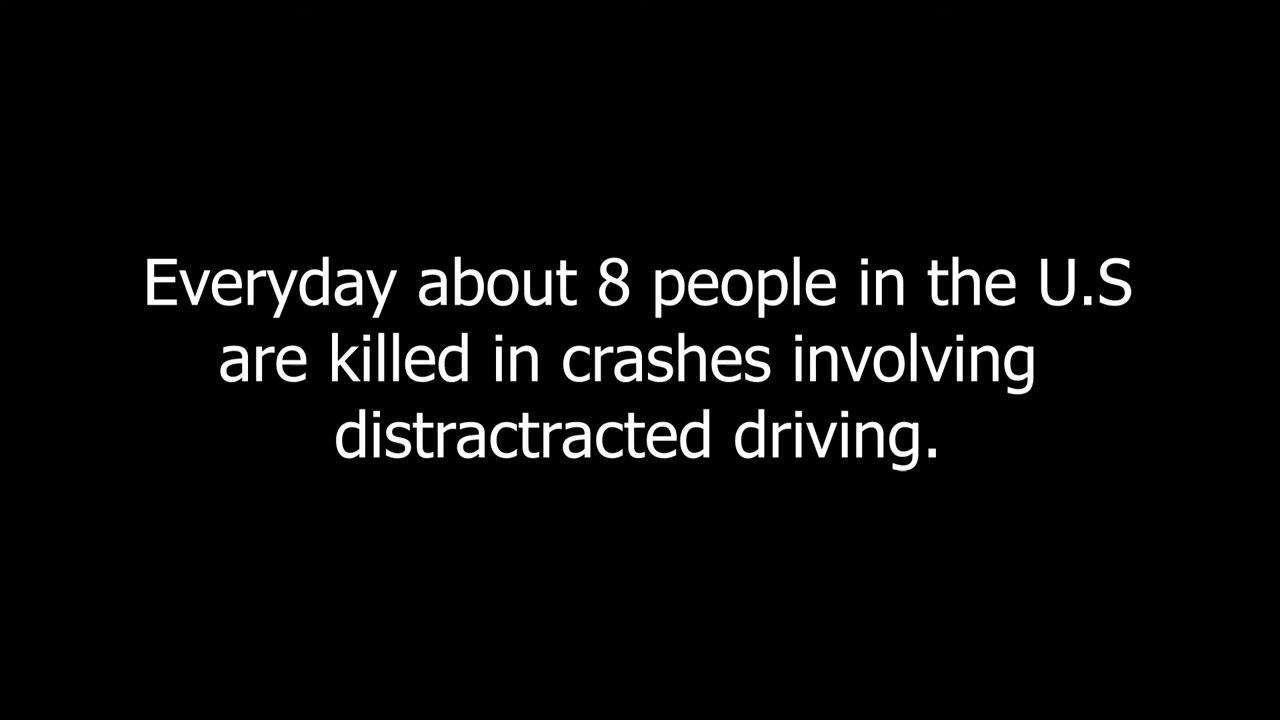 Everyday about 8 people in the U.S
are killed in crashes involving
distractracted driving.